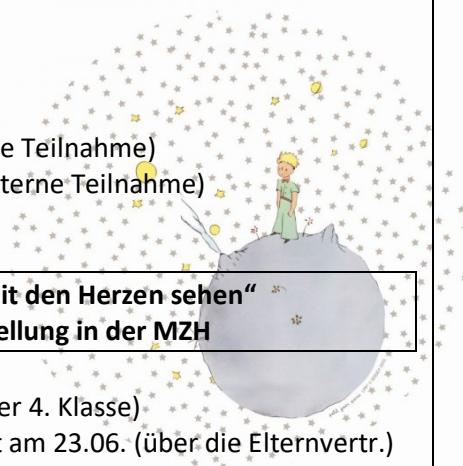 e Teilnahme)
terne Teilnahme)
it den Herzen sehen“
ellung in der MZH
er 4. Klasse)
t am 23.06. (über die Elternvertr.)